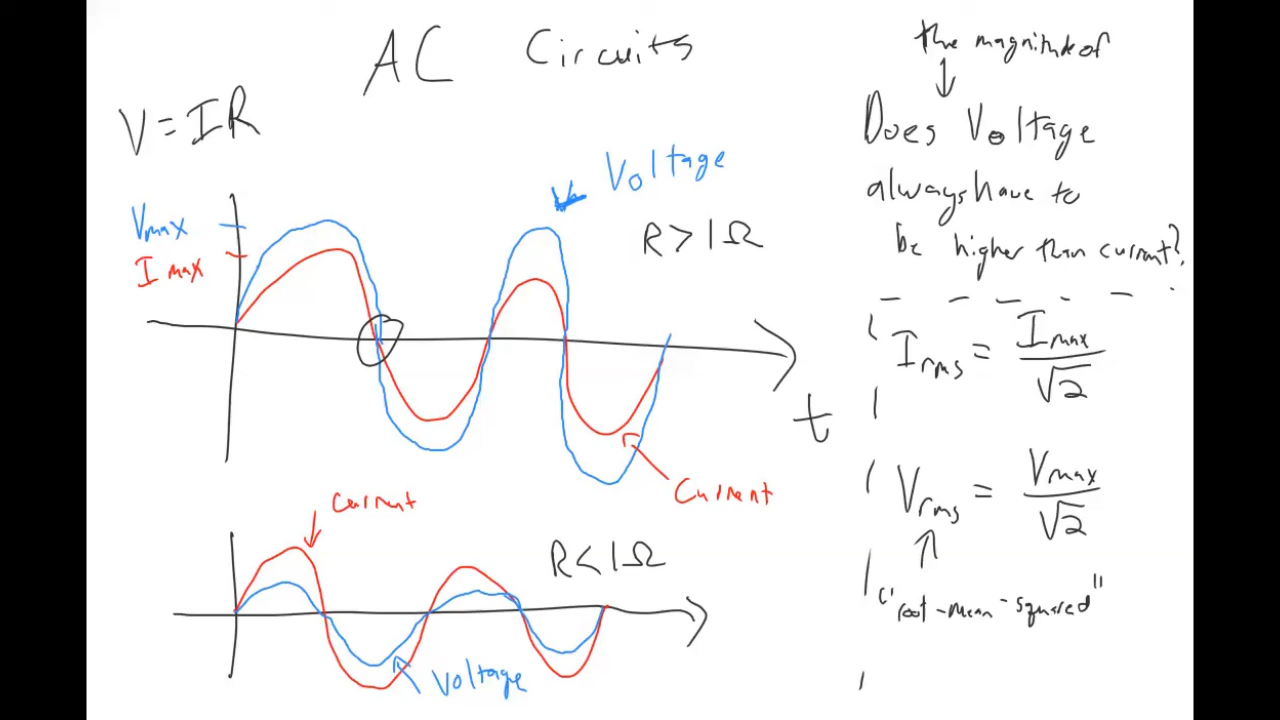 AC Circuits
V = IR
Voltage
Vmax
I max
R > 1Ω
t
Current
Current
R < 1Ω
Voltage
the magnitude of
Does Voltage
always have to
be higher than current?
Irms = Imax/√2
Vrms = Vmax/√2
"root-mean-squared"